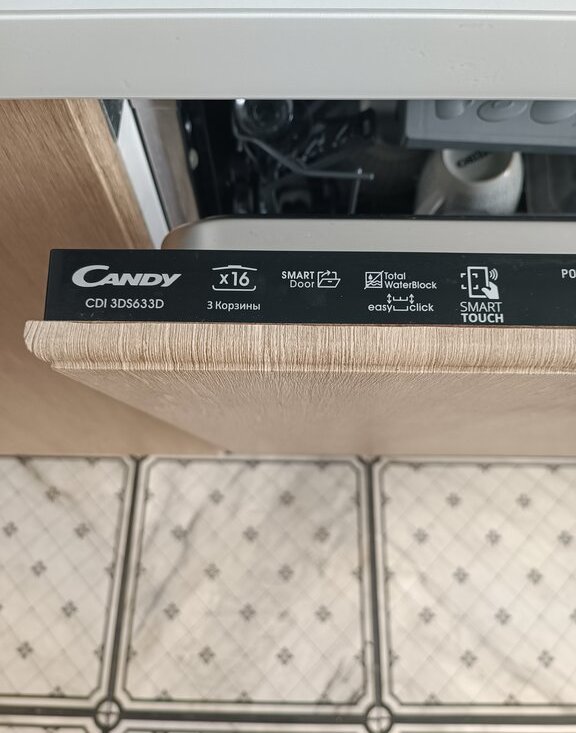 CANDY
CDI 3DS633D
x16
3 Корзины
SMART
Door
Total
WaterBlock
easy click
SMART
TOUCH
PO